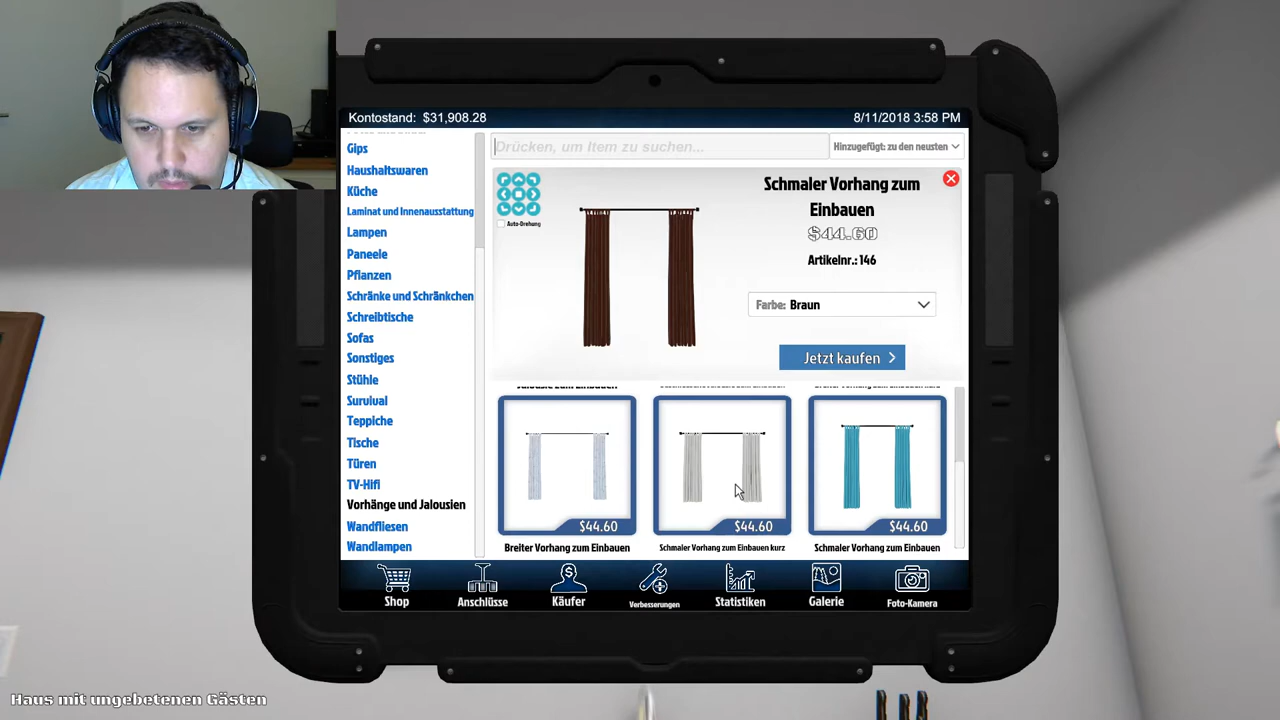 Kontostand: $31,908.28
8/11/2018 3:58 PM
Gips
Haushaltswaren
Küche
Laminat und Innenausstattung
Lampen
Paneele
Pflanzen
Schränke und Schränkchen
Schreibtische
Sofas
Sonstiges
Stühle
Survival
Teppiche
Tische
Türen
TV-Hifi
Vorhänge und Jalousien
Wandfliesen
Wandlampen
Drücken, um Item zu suchen...
Hinzugefügt: zu den neusten
Auto-Drehung
Schmaler Vorhang zum
Einbauen
$44.60
Artikelnr.: 146
Farbe: Braun
Jetzt kaufen
Jalousie zum Einbauen
$44.60
$44.60
$44.60
Breiter Vorhang zum Einbauen
Schmaler Vorhang zum Einbauen kurz
Schmaler Vorhang zum Einbauen
Shop
Anschlüsse
Käufer
Verbesserungen
Statistiken
Galerie
Foto-Kamera
Haus mit ungebetenen Gästen